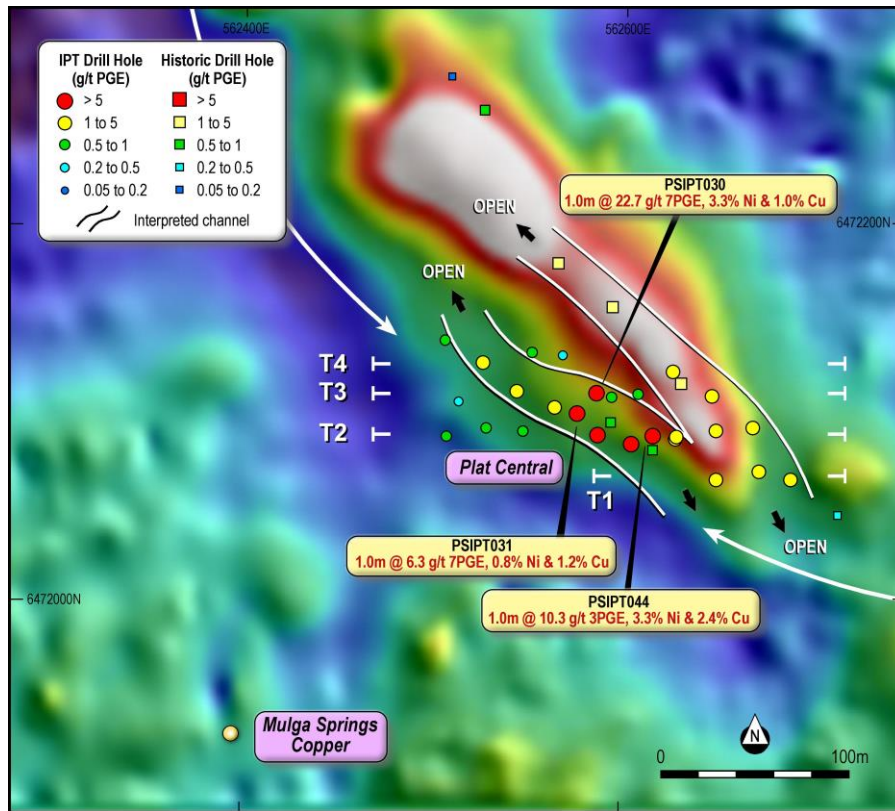 562400
562600
IPT Drill Hole
(g/t PGE)
Historic Drill Hole
(g/t PGE)
> 5
> 5
1 to 5
1 to 5
0.5 to 1
0.5 to 1
0.2 to 0.5
0.2 to 0.5
0.05 to 0.2
0.05 to 0.2
Interpreted channel
PSIPT030
1.0m @ 22.7 g/t 7PGE, 3.3% Ni & 1.0% Cu
OPEN
6472200N
OPEN
T4
T3
T2
Plat Central
T1
OPEN
PSIPT031
1.0m @ 6.3 g/t 7PGE, 0.8% Ni & 1.2% Cu
PSIPT044
1.0m @ 10.3 g/t 3PGE, 3.3% Ni & 2.4% Cu
6472000N
Mulga Springs
Copper
N
0
100m